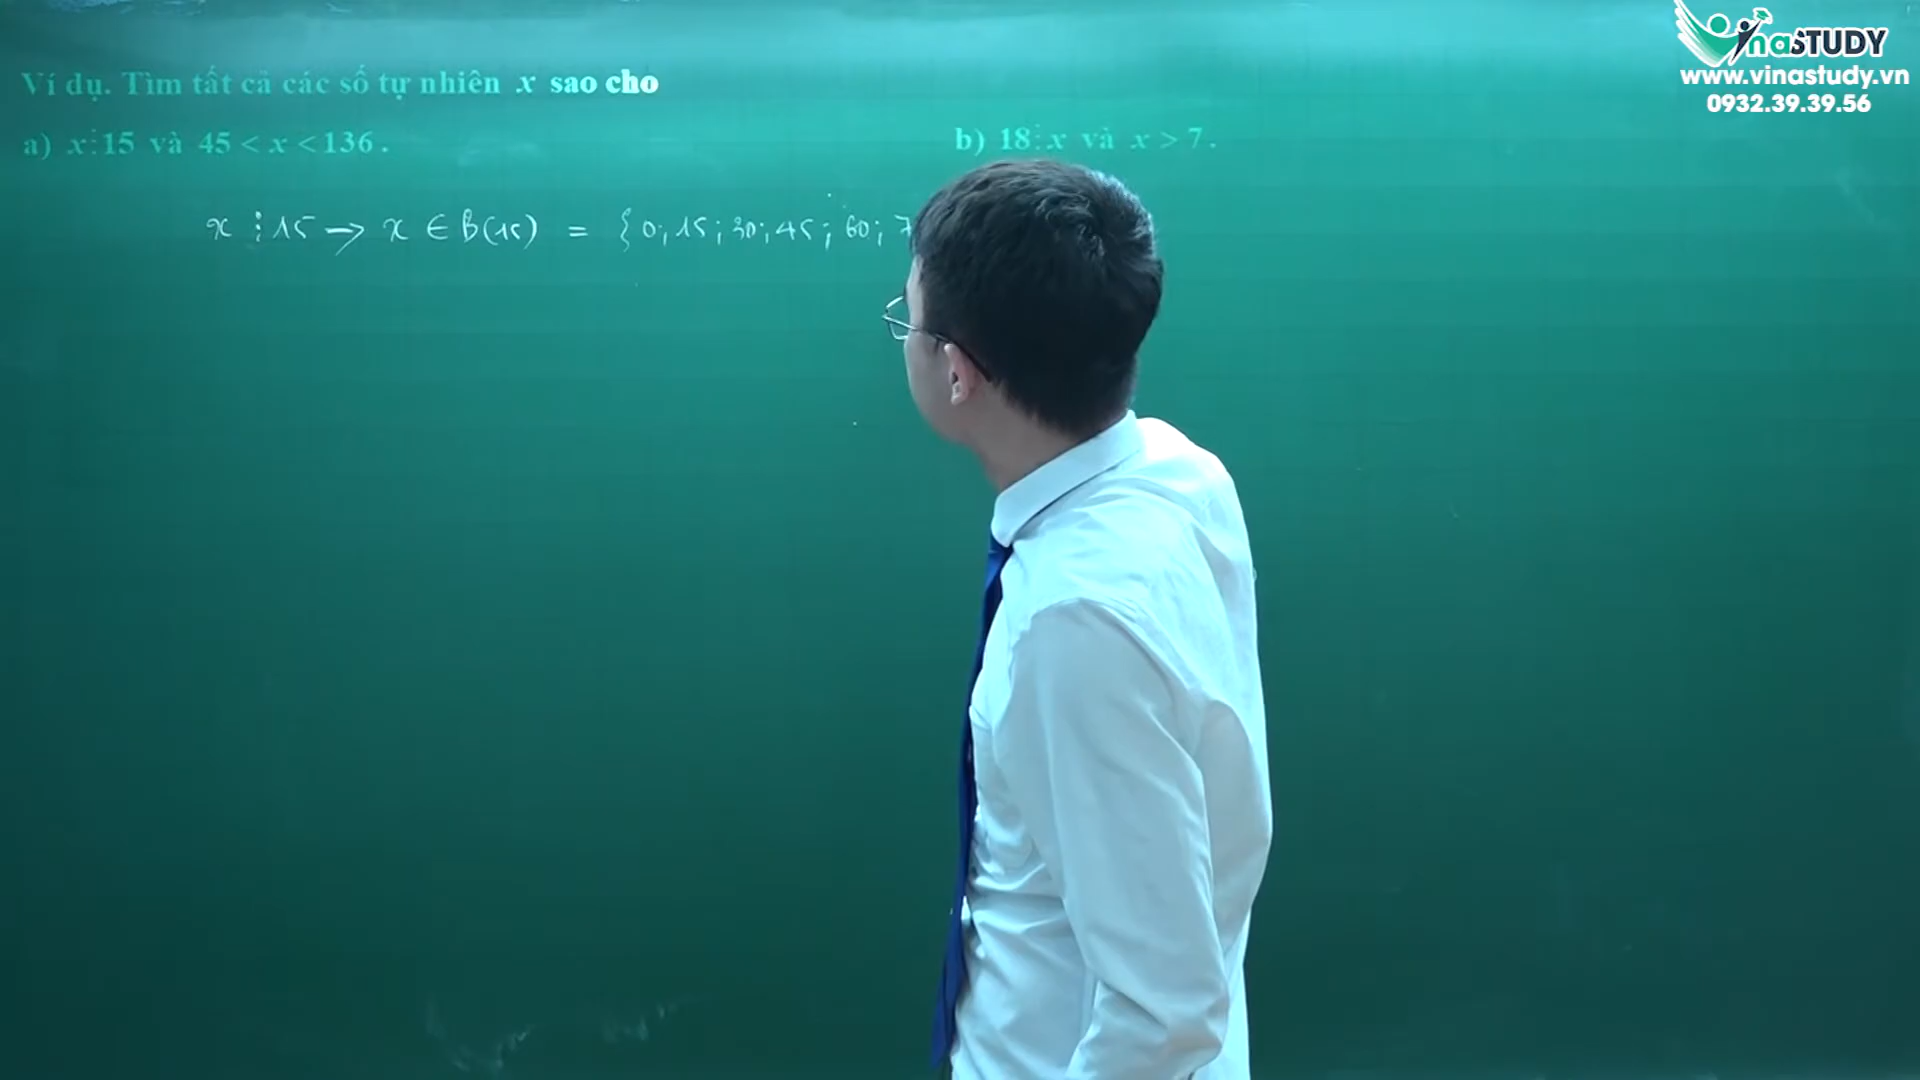 Ví dụ. Tìm tất cả các số tự nhiên x sao cho
a) x⋮15 và 45 < x < 136.
b) 18⋮x và x > 7.
x ⋮ 15 → x ∈ B(15) = {0; 15; 30; 45; 60; 7
VinaSTUDY
www.vinastudy.vn
0932.39.39.56